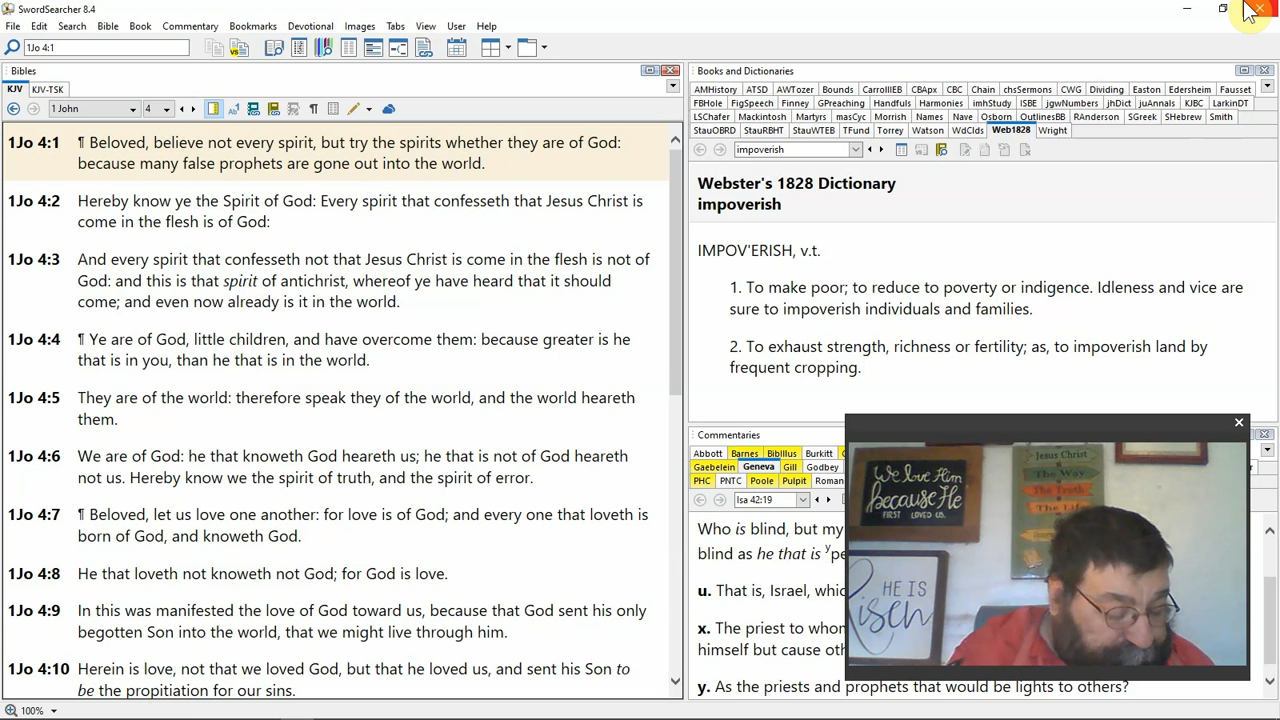 SwordSearcher 8.4
File Edit Search Bible Book Commentary Bookmarks Devotional Images Tabs View User Help
1Jo 4:1
Bibles
KJV KJV-TSK
1 John 4
1Jo 4:1 ¶ Beloved, believe not every spirit, but try the spirits whether they are of God:
because many false prophets are gone out into the world.
1Jo 4:2 Hereby know ye the Spirit of God: Every spirit that confesseth that Jesus Christ is
come in the flesh is of God:
1Jo 4:3 And every spirit that confesseth not that Jesus Christ is come in the flesh is not of
God: and this is that spirit of antichrist, whereof ye have heard that it should
come; and even now already is it in the world.
1Jo 4:4 ¶ Ye are of God, little children, and have overcome them: because greater is he
that is in you, than he that is in the world.
1Jo 4:5 They are of the world: therefore speak they of the world, and the world heareth
them.
1Jo 4:6 We are of God: he that knoweth God heareth us; he that is not of God heareth
not us. Hereby know we the spirit of truth, and the spirit of error.
1Jo 4:7 ¶ Beloved, let us love one another: for love is of God; and every one that loveth is
born of God, and knoweth God.
1Jo 4:8 He that loveth not knoweth not God; for God is love.
1Jo 4:9 In this was manifested the love of God toward us, because that God sent his only
begotten Son into the world, that we might live through him.
1Jo 4:10 Herein is love, not that we loved God, but that he loved us, and sent his Son to
be the propitiation for our sins.
100%
Books and Dictionaries
AMHistory ATSD AWTozer Bounds CarrollIEB CBApx CBC Chain chsSermons CWG Dividing Easton Edersheim Fausset
FBHole FigSpeech Finney GPreaching Handfuls Harmonies imhStudy ISBE jgwNumbers jhDict juAnnals KJBC LarkinDT
LSChafer Mackintosh Martyrs masCyc Morrish Names Nave Osborn OutlinesBB RAnderson SGreek SHebrew Smith
StauOBRD StauRBHT StauWTEB TFund Torrey Watson WdClds Web1828 Wright
impoverish
Webster's 1828 Dictionary
impoverish
IMPOV'ERISH, v.t.
1. To make poor; to reduce to poverty or indigence. Idleness and vice are
sure to impoverish individuals and families.
2. To exhaust strength, richness or fertility; as, to impoverish land by
frequent cropping.
Commentaries
Abbott Barnes BibIllus Burkitt
Gaebelein Geneva Gill Godbey
PHC PNTC Poole Pulpit Roman
Isa 42:19
Who is blind, but my
blind as he that is y
u. That is, Israel,
x. The priest to whom
himself but cause
y. As the priests and prophets that would be lights to others?
We love Him
because He
FIRST LOVED US.
Jesus Christ
The Way
The Truth
The Life
HE IS
Risen